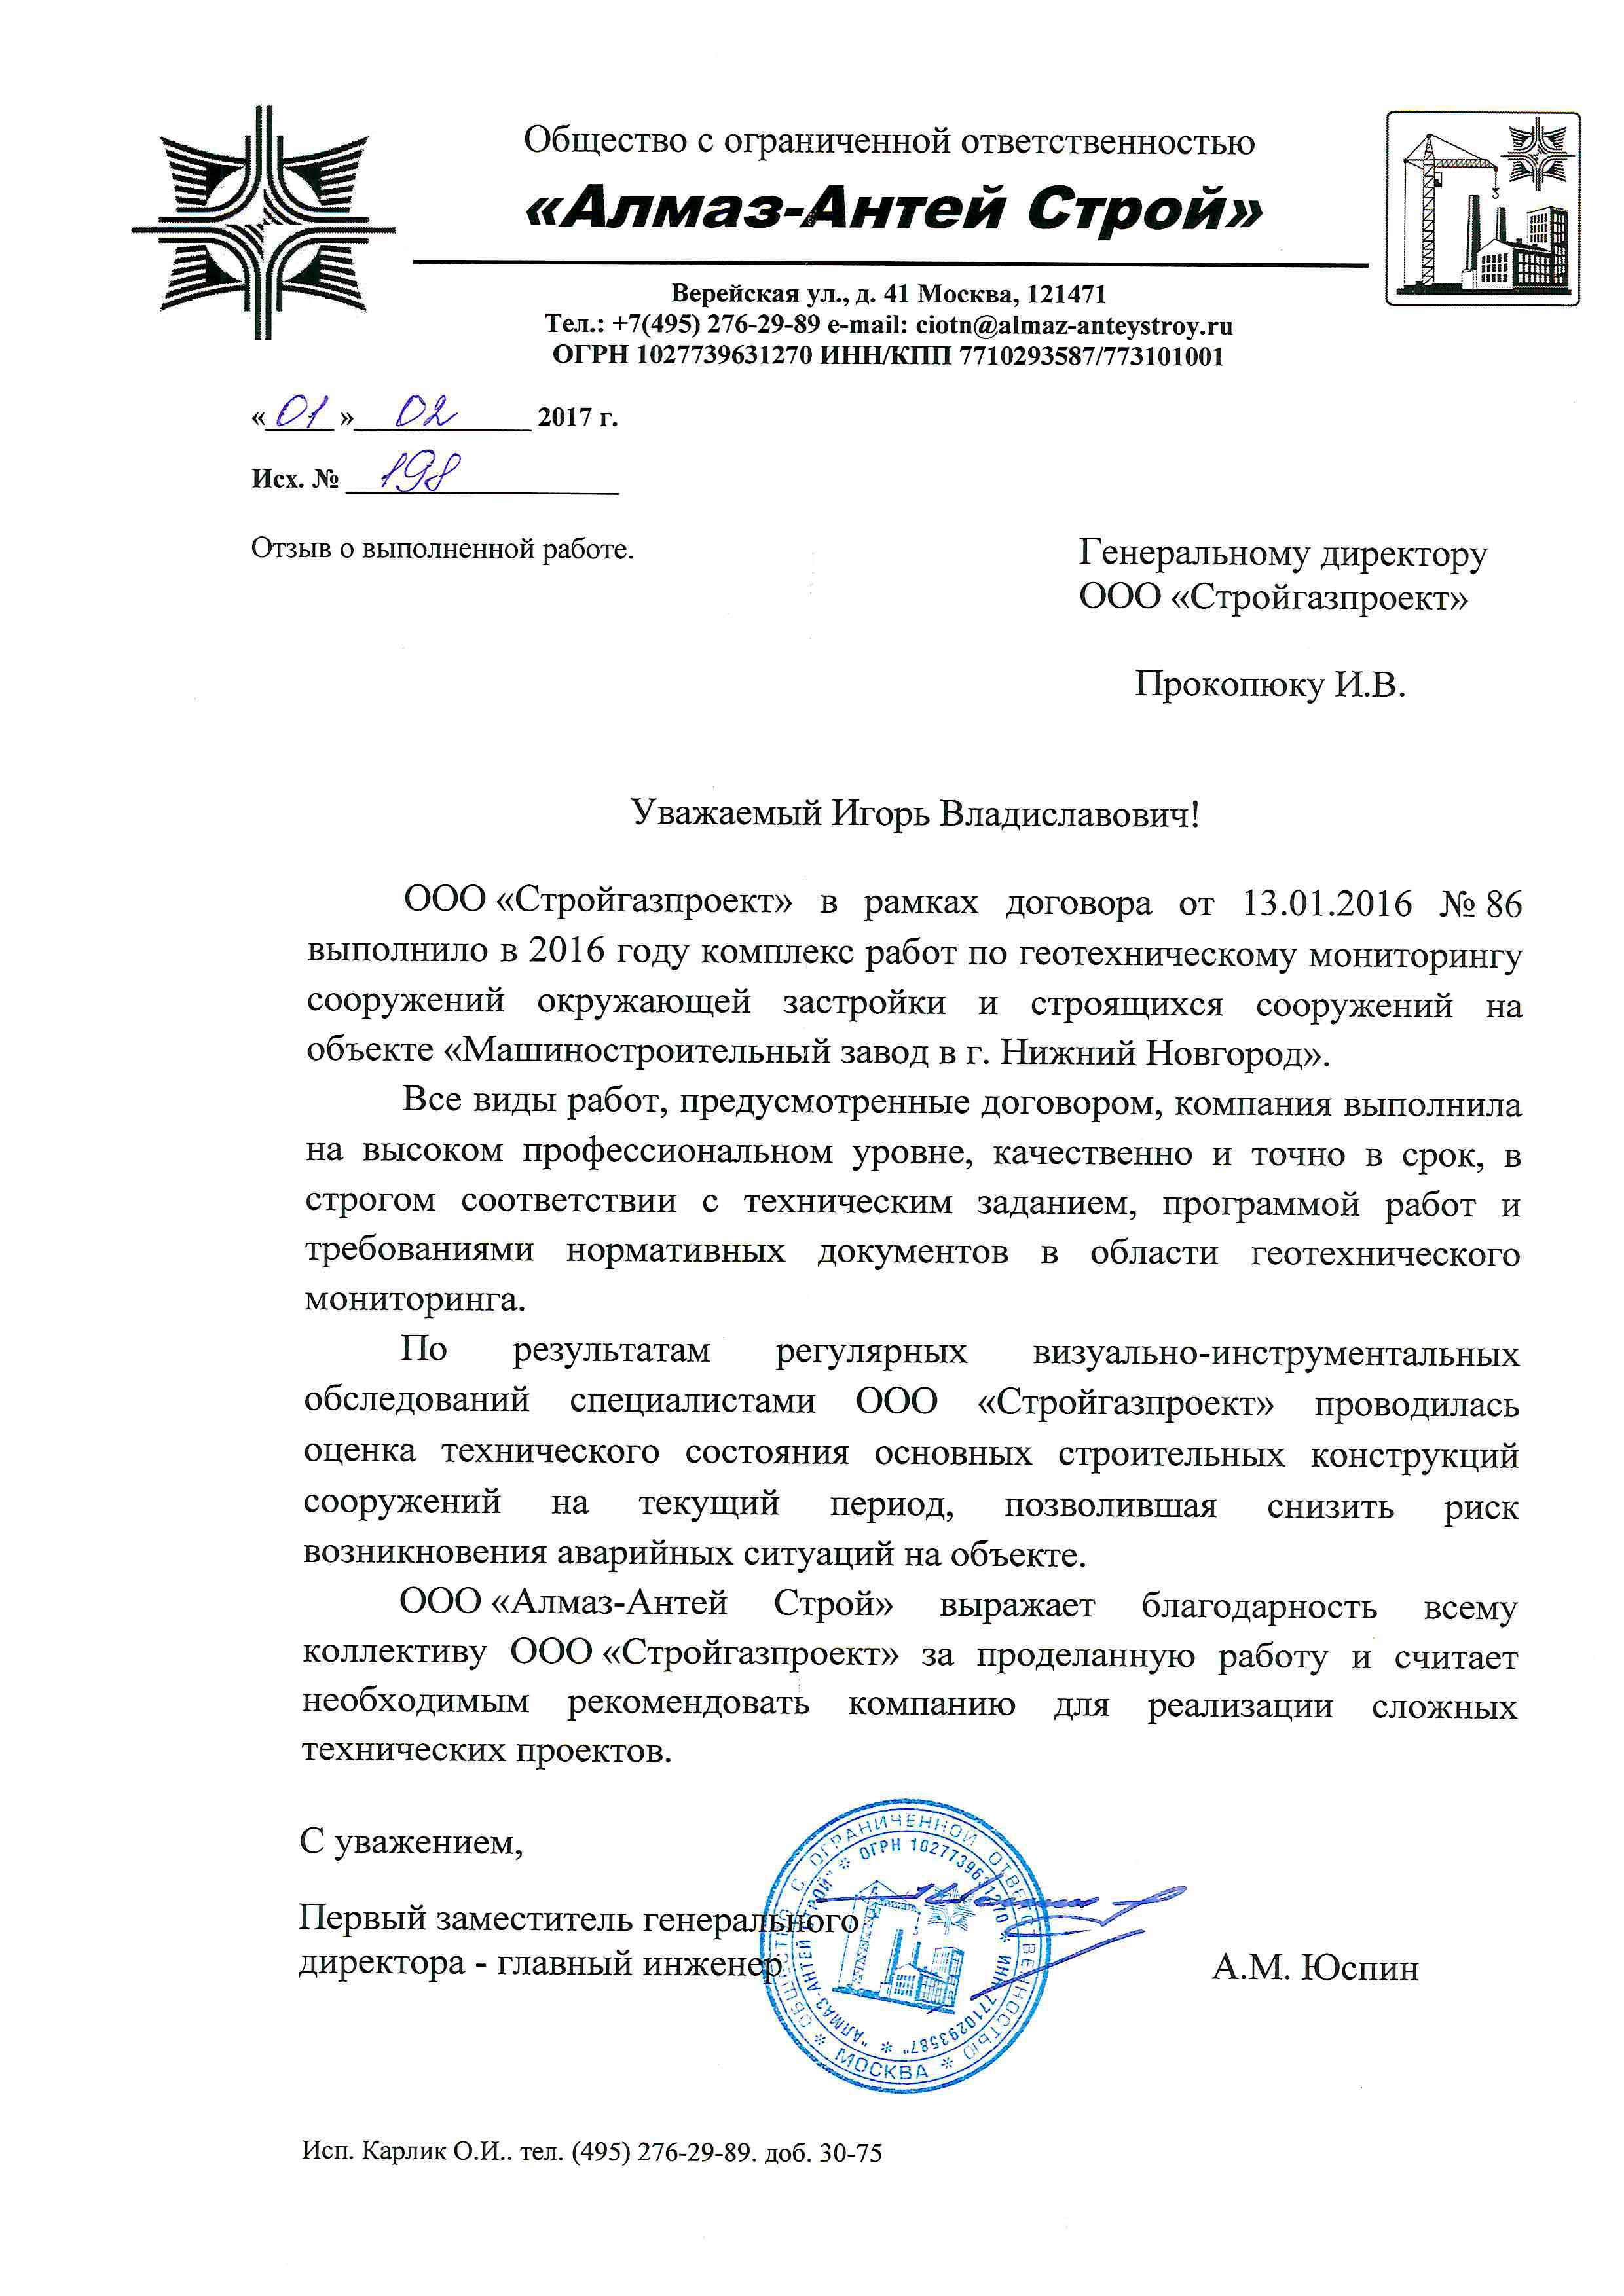 Общество с ограниченной ответственностью
«Алмаз-Антей Строй»
Верейская ул., д. 41 Москва, 121471
Тел.: +7(495) 276-29-89 e-mail: ciotn@almaz-anteystroy.ru
ОГРН 1027739631270 ИНН/КПП 7710293587/773101001
«01» 02 2017 г.
Исх. № 198
Отзыв о выполненной работе.
Генеральному директору
ООО «Стройгазпроект»
Прокопюку И.В.
Уважаемый Игорь Владиславович!
ООО «Стройгазпроект» в рамках договора от 13.01.2016 № 86
выполнило в 2016 году комплекс работ по геотехническому мониторингу
сооружений окружающей застройки и строящихся сооружений на
объекте «Машиностроительный завод в г. Нижний Новгород».
Все виды работ, предусмотренные договором, компания выполнила
на высоком профессиональном уровне, качественно и точно в срок, в
строгом соответствии с техническим заданием, программой работ и
требованиями нормативных документов в области геотехнического
мониторинга.
По результатам регулярных визуально-инструментальных
обследований специалистами ООО «Стройгазпроект» проводилась
оценка технического состояния основных строительных конструкций
сооружений на текущий период, позволившая снизить риск
возникновения аварийных ситуаций на объекте.
ООО «Алмаз-Антей Строй» выражает благодарность всему
коллективу ООО «Стройгазпроект» за проделанную работу и считает
необходимым рекомендовать компанию для реализации сложных
технических проектов.
С уважением,
Первый заместитель генерального
директора - главный инженер
А.М. Юспин
ОБЩЕСТВО С ОГРАНИЧЕННОЙ ОТВЕТСТВЕННОСТЬЮ * МОСКВА *
"АЛМАЗ-АНТЕЙ СТРОЙ" * ОГРН 1027739631270 * ИНН 7710293587" *
Исп. Карлик О.И.. тел. (495) 276-29-89. доб. 30-75